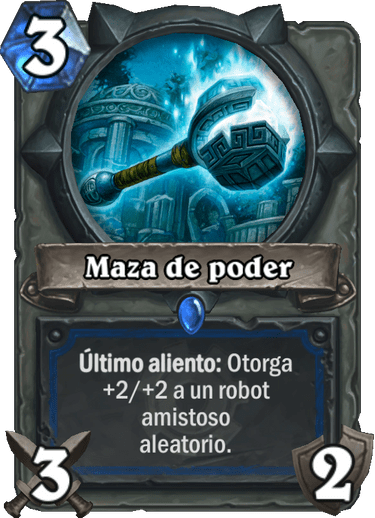 3
Maza de poder
Último aliento: Otorga
+2/+2 a un robot
amistoso
aleatorio.
3
2